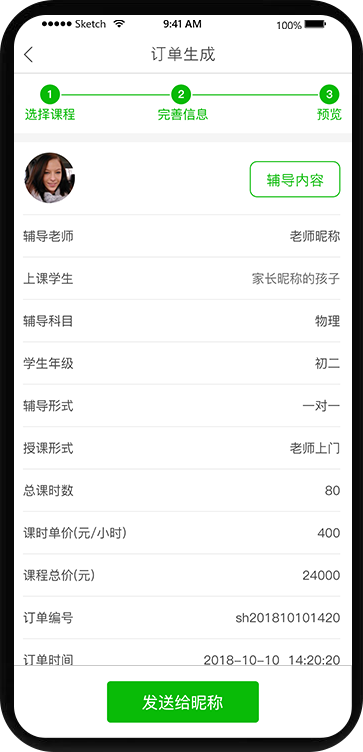 Sketch 9:41 AM 100%
订单生成
1 2 3
选择课程 完善信息 预览
辅导内容
辅导老师 老师昵称
上课学生 家长昵称的孩子
辅导科目 物理
学生年级 初二
辅导形式 一对一
授课形式 老师上门
总课时数 80
课时单价(元/小时) 400
课程总价(元) 24000
订单编号 sh201810101420
订单时间 2018-10-10 14:20:20
发送给昵称